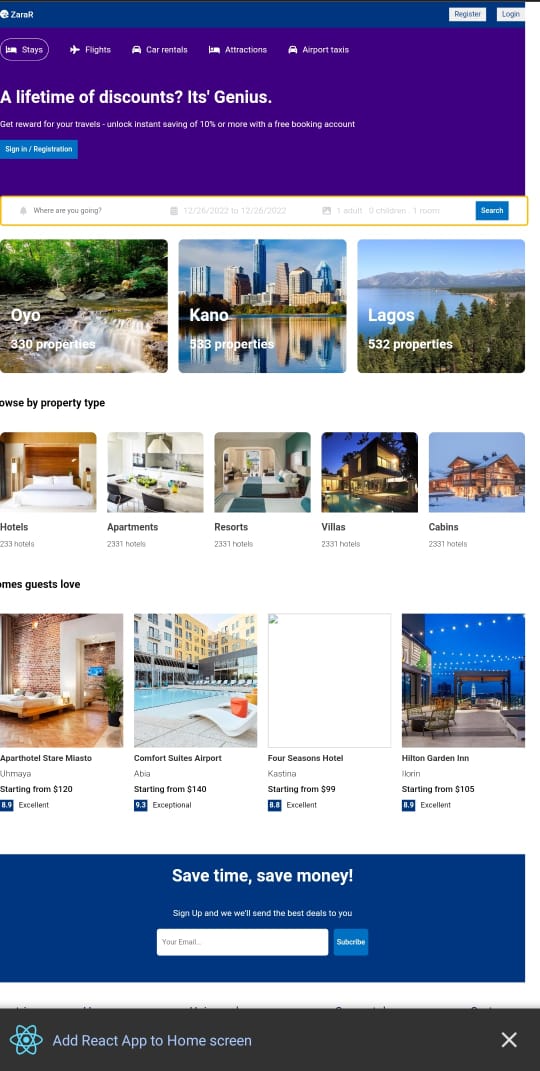 ZaraR
Register
Login
Stays
Flights
Car rentals
Attractions
Airport taxis
A lifetime of discounts? Its' Genius.
Get reward for your travels - unlock instant saving of 10% or more with a free booking account
Sign in / Registration
Where are you going?
12/26/2022 to 12/26/2022
1 adult . 0 children . 1 room
Search
Oyo
330 properties
Kano
533 properties
Lagos
532 properties
owse by property type
Hotels
233 hotels
Apartments
2331 hotels
Resorts
2331 hotels
Villas
2331 hotels
Cabins
2331 hotels
omes guests love
Aparthotel Stare Miasto
Uhmaya
Starting from $120
8.9 Excellent
Comfort Suites Airport
Abia
Starting from $140
9.3 Exceptional
Four Seasons Hotel
Kastina
Starting from $99
8.8 Excellent
Hilton Garden Inn
Ilorin
Starting from $105
8.9 Excellent
Save time, save money!
Sign Up and we we'll send the best deals to you
Your Email...
Subcribe
Add React App to Home screen